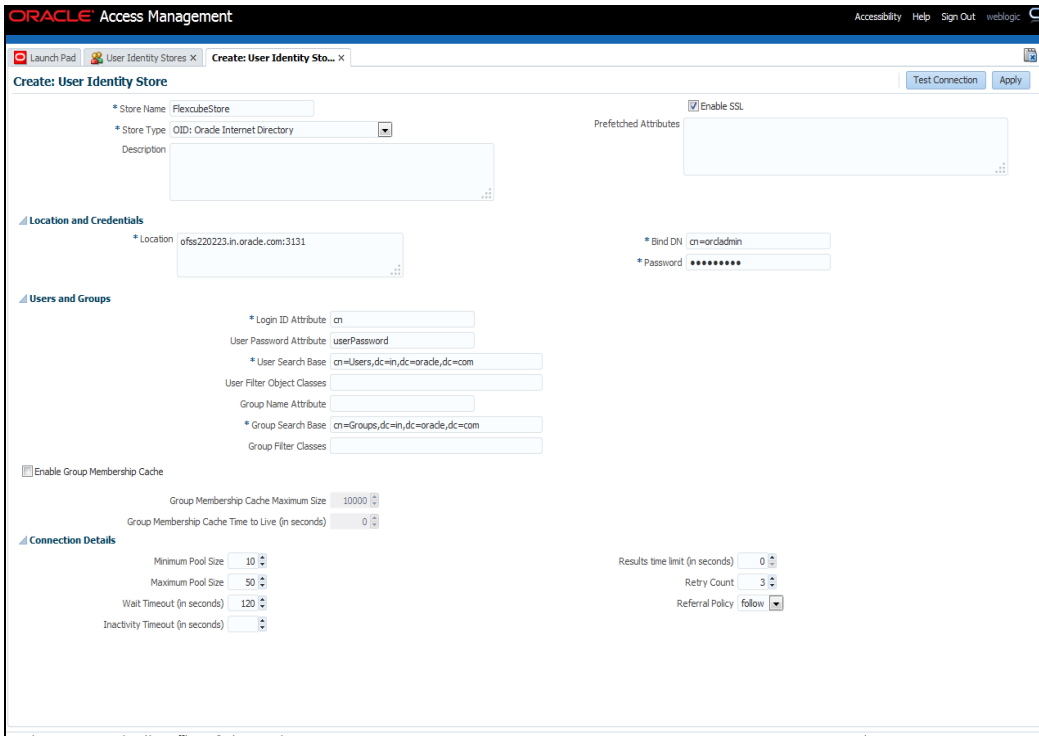 ORACLE Access Management
Accessibility Help Sign Out weblogic
Launch Pad User Identity Stores × Create: User Identity Sto... ×
Create: User Identity Store
Test Connection Apply
* Store Name FlexcubeStore
Enable SSL
* Store Type OID: Oracle Internet Directory
Prefetched Attributes
Description
Location and Credentials
* Location ofss220223.in.oracle.com:3131
* Bind DN cn=orcladmin
* Password •••••••••
Users and Groups
* Login ID Attribute cn
User Password Attribute userPassword
* User Search Base cn=Users,dc=in,dc=oracle,dc=com
User Filter Object Classes
Group Name Attribute
* Group Search Base cn=Groups,dc=in,dc=oracle,dc=com
Group Filter Classes
Enable Group Membership Cache
Group Membership Cache Maximum Size 10000
Group Membership Cache Time to Live (in seconds) 0
Connection Details
Minimum Pool Size 10
Results time limit (in seconds) 0
Maximum Pool Size 50
Retry Count 3
Wait Timeout (in seconds) 120
Referral Policy follow
Inactivity Timeout (in seconds)